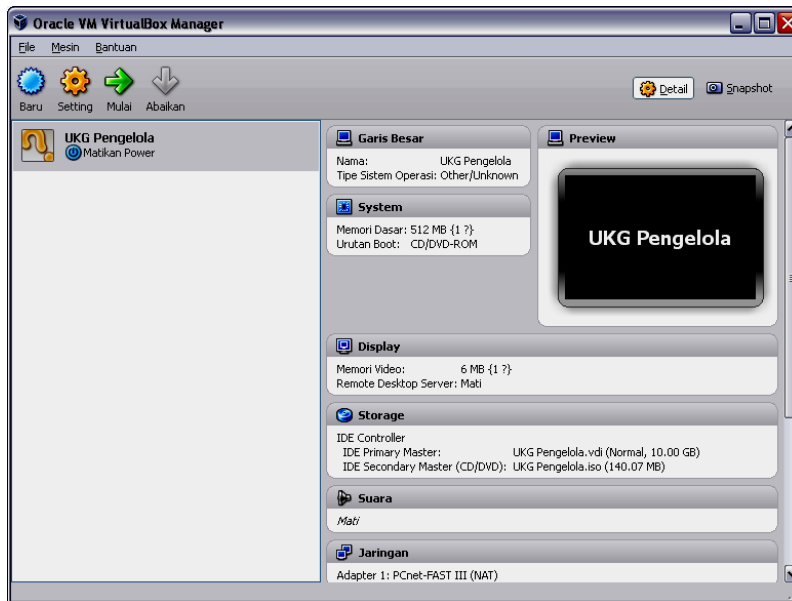 Oracle VM VirtualBox Manager
File Mesin Bantuan
Baru Setting Mulai Abaikan
Detail Snapshot
UKG Pengelola
Matikan Power
Garis Besar
Nama: UKG Pengelola
Tipe Sistem Operasi: Other/Unknown
System
Memori Dasar: 512 MB {1 ?}
Urutan Boot: CD/DVD-ROM
Preview
UKG Pengelola
Display
Memori Video: 6 MB {1 ?}
Remote Desktop Server: Mati
Storage
IDE Controller
IDE Primary Master: UKG Pengelola.vdi (Normal, 10.00 GB)
IDE Secondary Master (CD/DVD): UKG Pengelola.iso (140.07 MB)
Suara
Mati
Jaringan
Adapter 1: PCnet-FAST III (NAT)